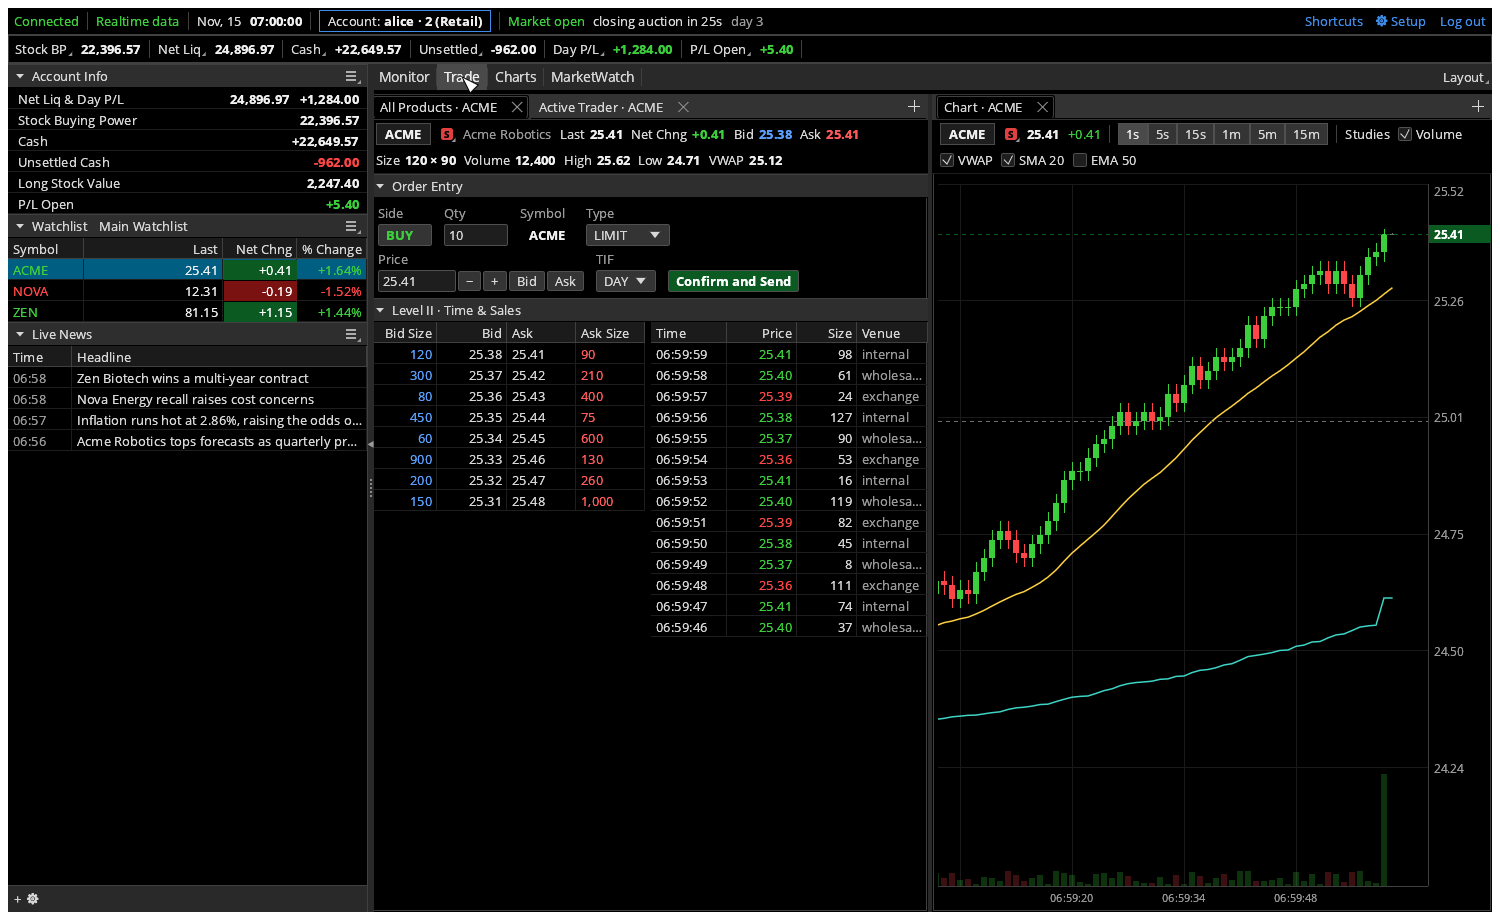 Connected Realtime data Nov, 15 07:00:00 Account: alice · 2 (Retail) Market open closing auction in 25s day 3 Shortcuts Setup Log out
Stock BP 22,396.57 Net Liq 24,896.97 Cash +22,649.57 Unsettled -962.00 Day P/L +1,284.00 P/L Open +5.40
Account Info
Net Liq & Day P/L 24,896.97 +1,284.00
Stock Buying Power 22,396.57
Cash +22,649.57
Unsettled Cash -962.00
Long Stock Value 2,247.40
P/L Open +5.40
Watchlist Main Watchlist
Symbol Last Net Chng % Change
ACME 25.41 +0.41 +1.64%
NOVA 12.31 -0.19 -1.52%
ZEN 81.15 +1.15 +1.44%
Live News
Time Headline
06:58 Zen Biotech wins a multi-year contract
06:58 Nova Energy recall raises cost concerns
06:57 Inflation runs hot at 2.86%, raising the odds o...
06:56 Acme Robotics tops forecasts as quarterly pr...
+
Monitor Trade Charts MarketWatch Layout
All Products · ACME Active Trader · ACME
ACME S Acme Robotics Last 25.41 Net Chng +0.41 Bid 25.38 Ask 25.41
Size 120 × 90 Volume 12,400 High 25.62 Low 24.71 VWAP 25.12
Order Entry
Side Qty Symbol Type
BUY 10 ACME LIMIT
Price TIF
25.41 − + Bid Ask DAY Confirm and Send
Level II · Time & Sales
Bid Size Bid Ask Ask Size
120 25.38 25.41 90
300 25.37 25.42 210
80 25.36 25.43 400
450 25.35 25.44 75
60 25.34 25.45 600
900 25.33 25.46 130
200 25.32 25.47 260
150 25.31 25.48 1,000
Time Price Size Venue
06:59:59 25.41 98 internal
06:59:58 25.40 61 wholesa...
06:59:57 25.39 24 exchange
06:59:56 25.38 127 internal
06:59:55 25.37 90 wholesa...
06:59:54 25.36 53 exchange
06:59:53 25.41 16 internal
06:59:52 25.40 119 wholesa...
06:59:51 25.39 82 exchange
06:59:50 25.38 45 internal
06:59:49 25.37 8 wholesa...
06:59:48 25.36 111 exchange
06:59:47 25.41 74 internal
06:59:46 25.40 37 wholesa...
Chart · ACME
ACME S 25.41 +0.41 1s 5s 15s 1m 5m 15m Studies Volume
VWAP SMA 20 EMA 50
25.52
25.41
25.26
25.01
24.75
24.50
24.24
06:59:20 06:59:34 06:59:48